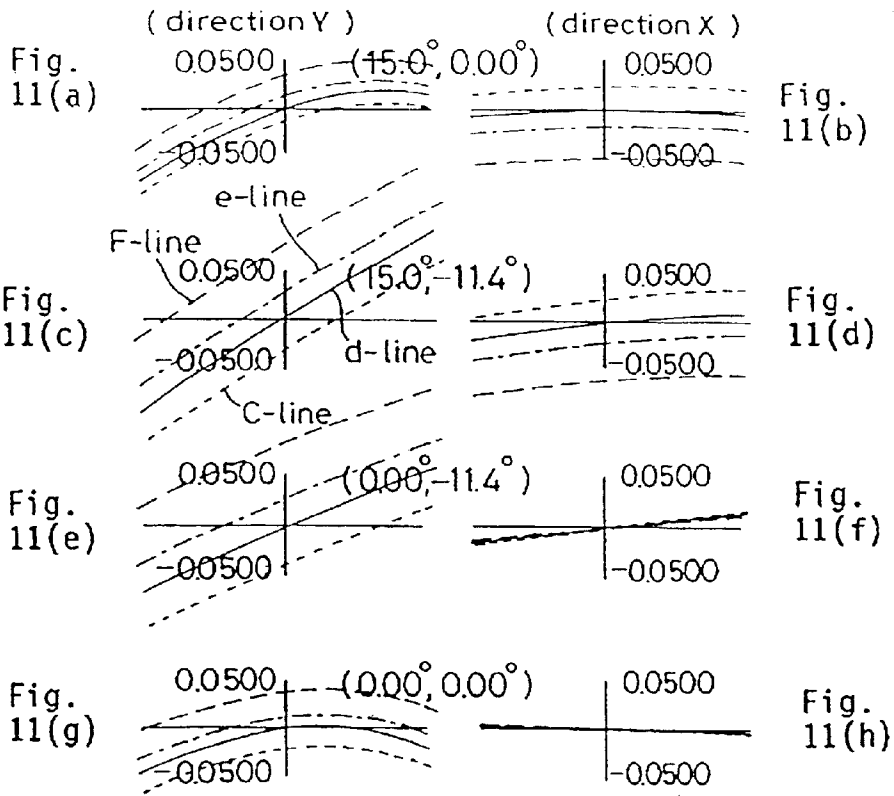 (direction Y)
(direction X)
Fig.
11(a)
0.0500
(15.0°, 0.00°)
-0.0500
0.0500
-0.0500
Fig.
11(b)
e-line
F-line
Fig.
11(c)
0.0500
(15.0°,-11.4°)
-0.0500
d-line
C-line
0.0500
-0.0500
Fig.
11(d)
Fig.
11(e)
0.0500
(0.00°,-11.4°)
-0.0500
0.0500
-0.0500
Fig.
11(f)
Fig.
11(g)
0.0500
(0.00°, 0.00°)
-0.0500
0.0500
-0.0500
Fig.
11(h)